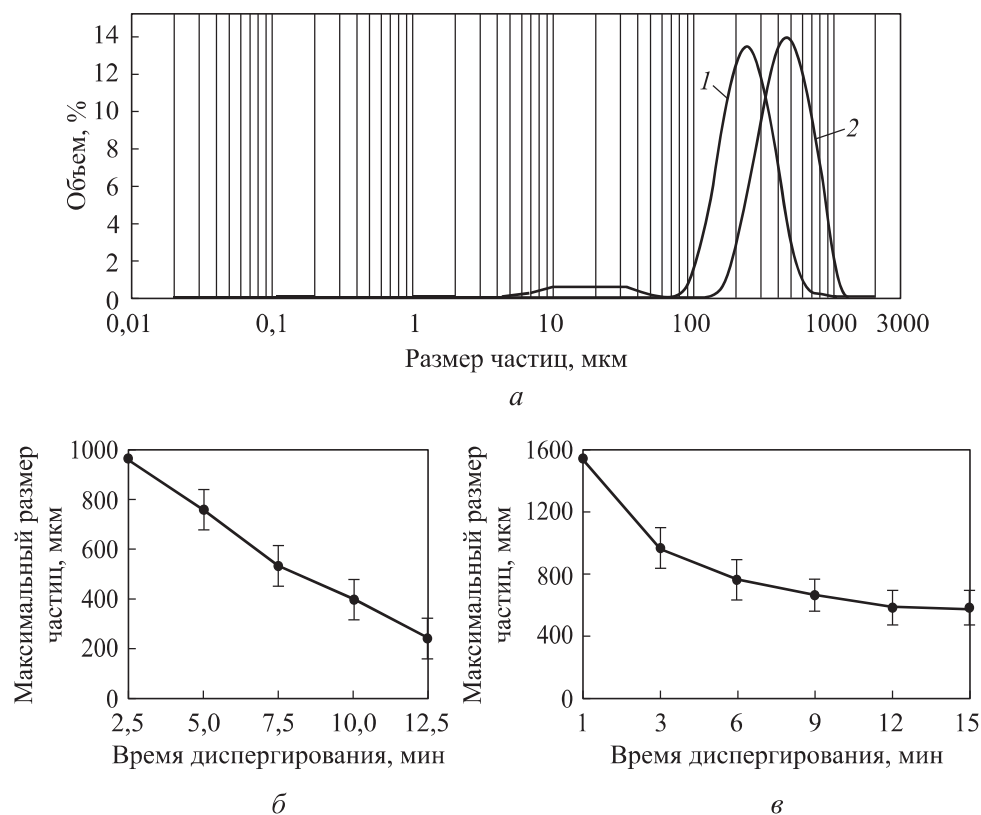 14
12
10
8
6
4
2
0
Объем, %
1
2
0,01 0,1 1 10 100 1000 3000
Размер частиц, мкм
а
Максимальный размер
частиц, мкм
1000
800
600
400
200
0
2,5 5,0 7,5 10,0 12,5
Время диспергирования, мин
б
Максимальный размер
частиц, мкм
1600
1200
800
400
0
1 3 6 9 12 15
Время диспергирования, мин
в